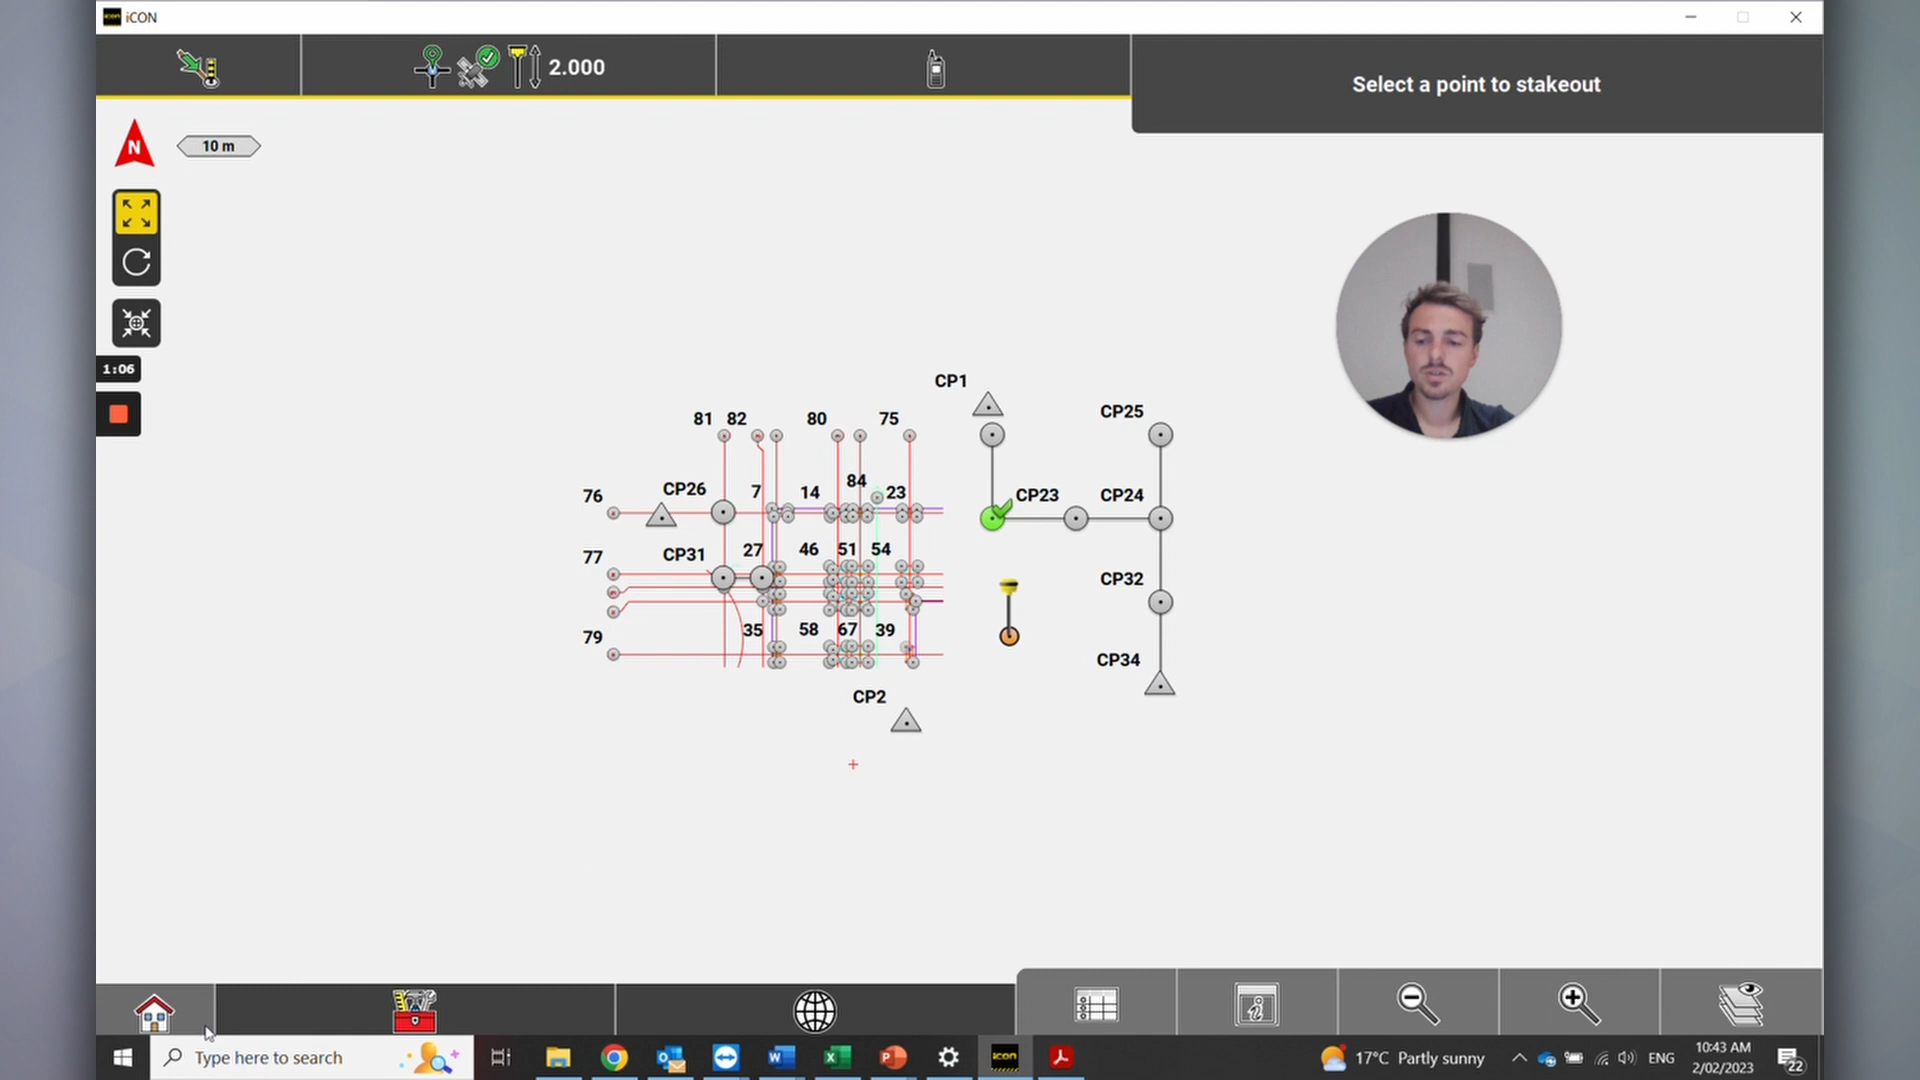 iCON
2.000
Select a point to stakeout
N
10 m
1:06
CP1
CP25
81 82 80 75
84
76 CP26 7 14 23 CP23 CP24
77 CP31 27 46 51 54
CP32
79 35 58 67 39
CP34
CP2
Type here to search
17°C Partly sunny
ENG
10:43 AM
2/02/2023
22